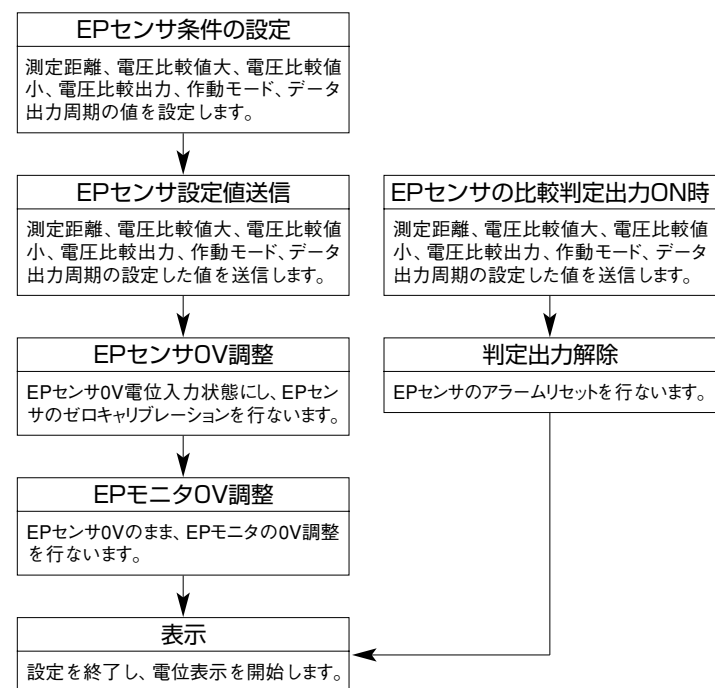 EPセンサ条件の設定
測定距離、電圧比較値大、電圧比較値
小、電圧比較出力、作動モード、データ
出力周期の値を設定します。
EPセンサ設定値送信
測定距離、電圧比較値大、電圧比較値
小、電圧比較出力、作動モード、データ
出力周期の設定した値を送信します。
EPセンサ0V調整
EPセンサ0V電位入力状態にし、EPセン
サのゼロキャリブレーションを行ないます。
EPモニタ0V調整
EPセンサ0Vのまま、EPモニタの0V調整
を行ないます。
表示
設定を終了し、電位表示を開始します。
EPセンサの比較判定出力ON時
測定距離、電圧比較値大、電圧比較値
小、電圧比較出力、作動モード、データ
出力周期の設定した値を送信します。
判定出力解除
EPセンサのアラームリセットを行ないます。